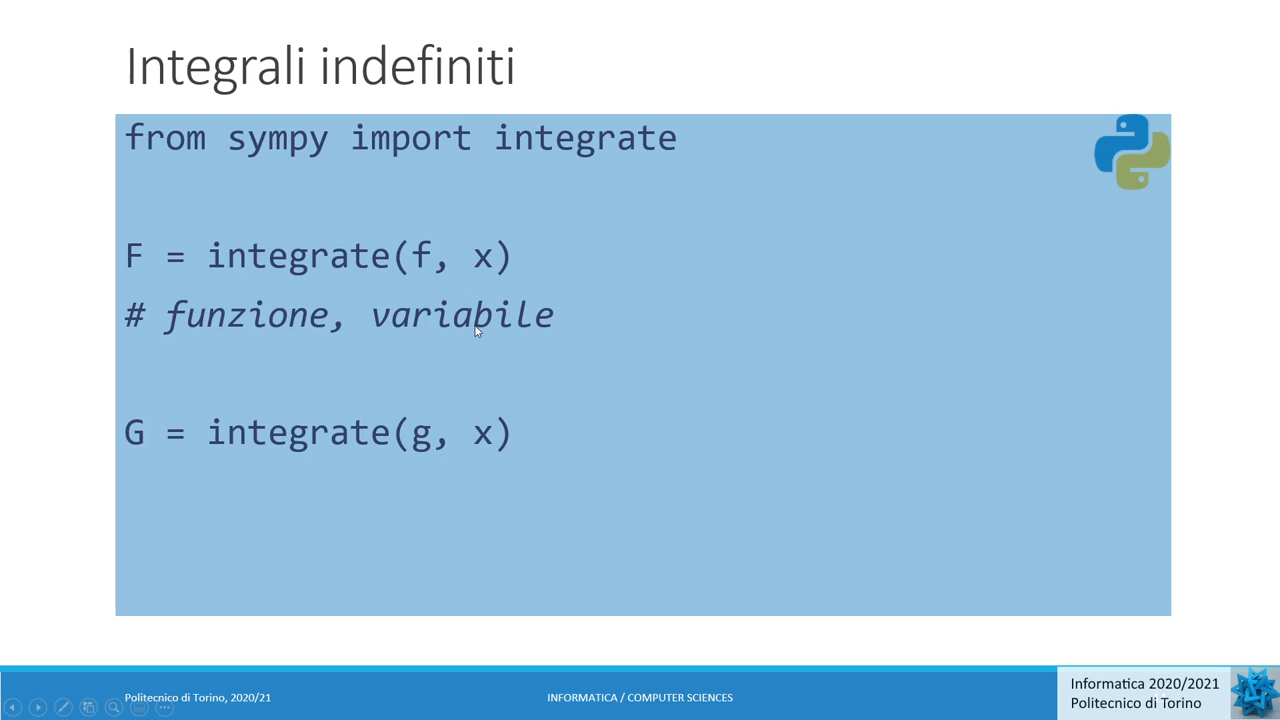 Integrali indefiniti
from sympy import integrate
F = integrate(f, x)
# funzione, variabile
G = integrate(g, x)
Politecnico di Torino, 2020/21
INFORMATICA / COMPUTER SCIENCES
Informatica 2020/2021
Politecnico di Torino